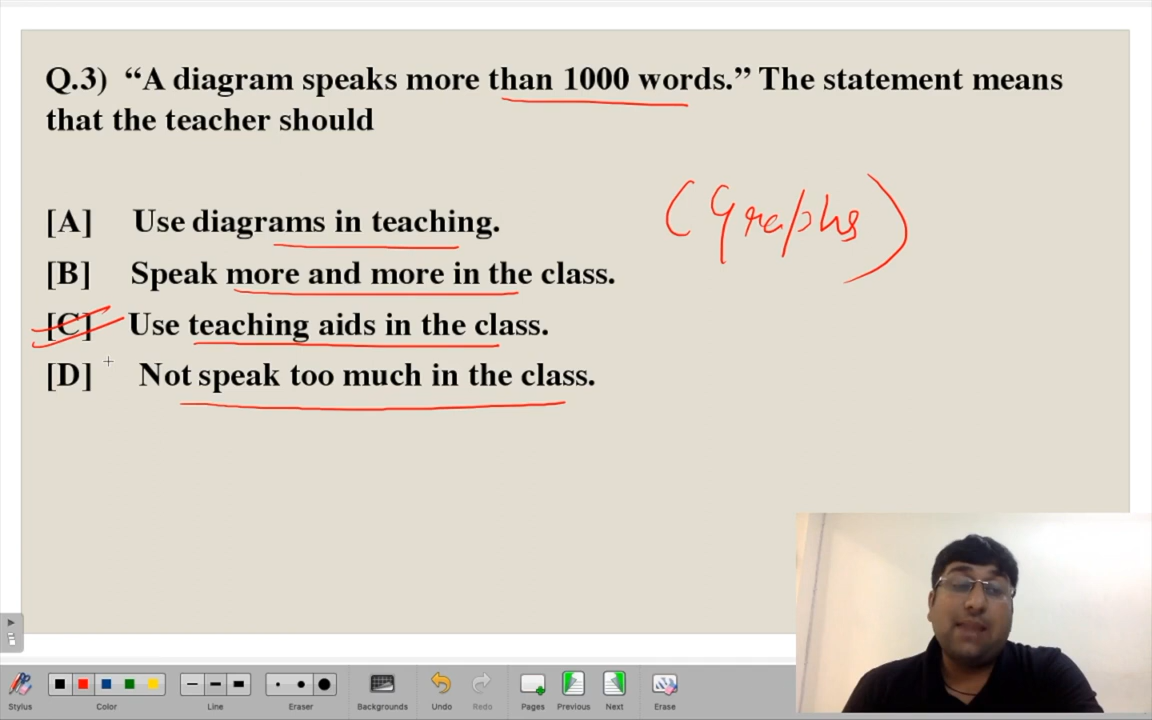 Q.3) “A diagram speaks more than 1000 words.” The statement means
that the teacher should
[A] Use diagrams in teaching.
(Graphs)
[B] Speak more and more in the class.
[C] Use teaching aids in the class.
[D] Not speak too much in the class.
Stylus
Color
Line
Eraser
Backgrounds
Undo
Redo
Pages
Previous
Next
Erase